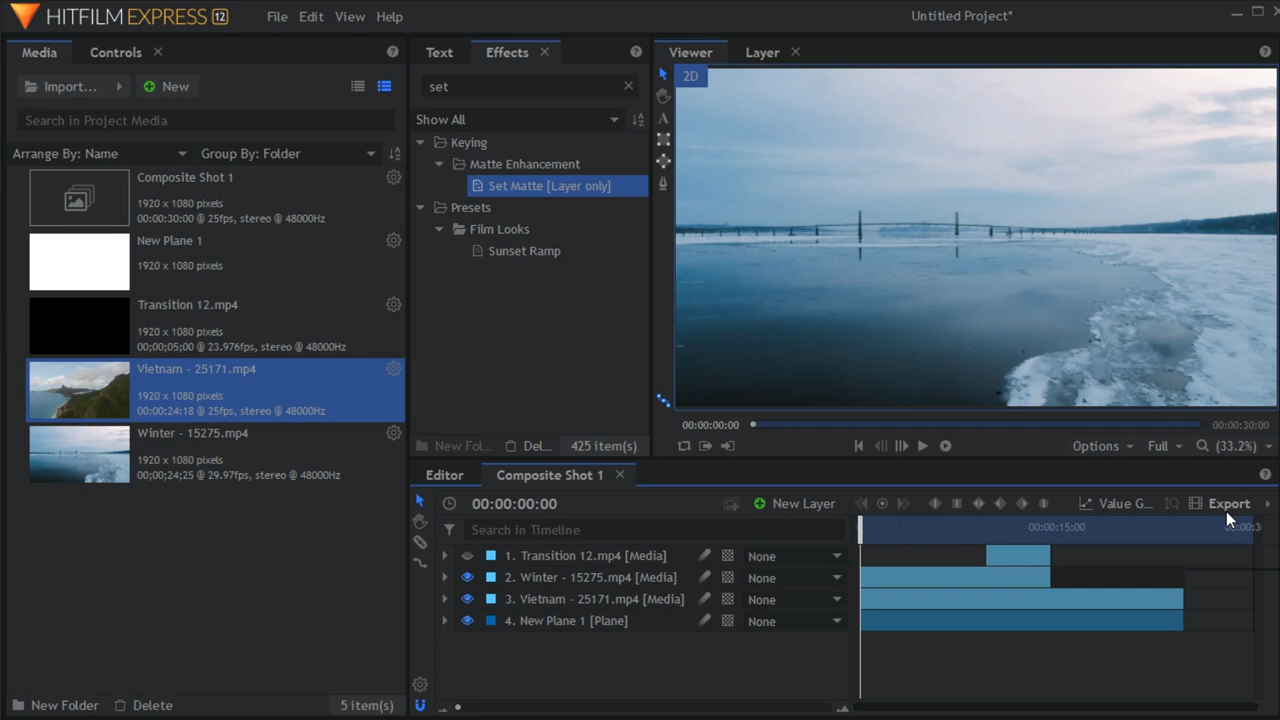 HITFILM EXPRESS 12
File Edit View Help
Untitled Project*
Media Controls
Import...
New
Search in Project Media
Arrange By: Name
Group By: Folder
Composite Shot 1
1920 x 1080 pixels
00:00:30:00 @ 25fps, stereo @ 48000Hz
New Plane 1
1920 x 1080 pixels
Transition 12.mp4
1920 x 1080 pixels
00;00;05;00 @ 23.976fps, stereo @ 48000Hz
Vietnam - 25171.mp4
1920 x 1080 pixels
00:00:24:18 @ 25fps, stereo @ 48000Hz
Winter - 15275.mp4
1920 x 1080 pixels
00;00;24;25 @ 29.97fps, stereo @ 48000Hz
New Folder
Delete
5 item(s)
Text Effects
set
Show All
Keying
Matte Enhancement
Set Matte [Layer only]
Presets
Film Looks
Sunset Ramp
New Fol...
Del...
425 item(s)
Viewer Layer
2D
00:00:00:00
00:00:30:00
Options
Full
(33.2%)
Editor Composite Shot 1
00:00:00:00
New Layer
Value G...
Export
Search in Timeline
00:00:15:00
00:00:3
1. Transition 12.mp4 [Media] None
2. Winter - 15275.mp4 [Media] None
3. Vietnam - 25171.mp4 [Media] None
4. New Plane 1 [Plane] None